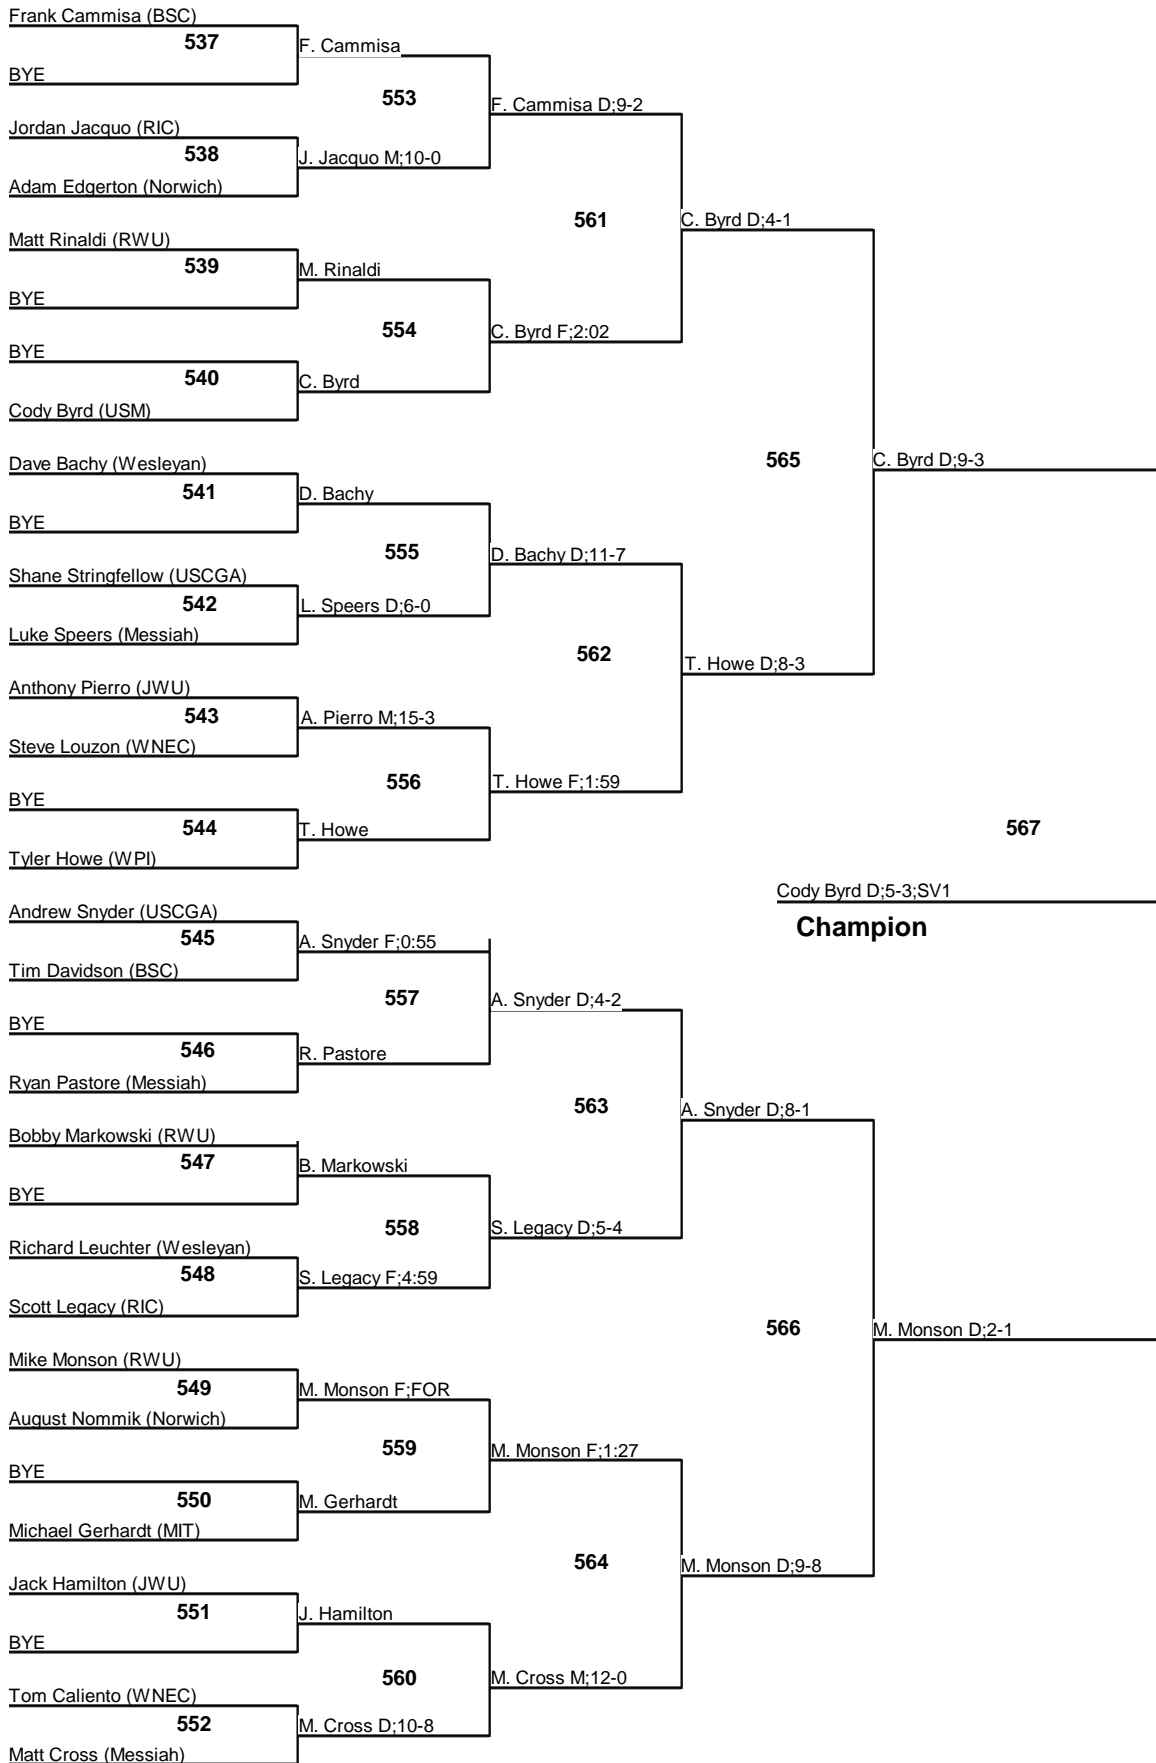 Frank Cammisa (BSC)
537
F. Cammisa
BYE
553
F. Cammisa D;9-2
Jordan Jacquo (RIC)
538
J. Jacquo M;10-0
Adam Edgerton (Norwich)
561
C. Byrd D;4-1
Matt Rinaldi (RWU)
539
M. Rinaldi
BYE
554
C. Byrd F;2:02
BYE
540
C. Byrd
Cody Byrd (USM)
565
C. Byrd D;9-3
Dave Bachy (Wesleyan)
541
D. Bachy
BYE
555
D. Bachy D;11-7
Shane Stringfellow (USCGA)
542
L. Speers D;6-0
Luke Speers (Messiah)
562
T. Howe D;8-3
Anthony Pierro (JWU)
543
A. Pierro M;15-3
Steve Louzon (WNEC)
556
T. Howe F;1:59
BYE
544
T. Howe
Tyler Howe (WPI)
567
Cody Byrd D;5-3;SV1
Champion
Andrew Snyder (USCGA)
545
A. Snyder F;0:55
Tim Davidson (BSC)
557
A. Snyder D;4-2
BYE
546
R. Pastore
Ryan Pastore (Messiah)
563
A. Snyder D;8-1
Bobby Markowski (RWU)
547
B. Markowski
BYE
558
S. Legacy D;5-4
Richard Leuchter (Wesleyan)
548
S. Legacy F;4:59
Scott Legacy (RIC)
566
M. Monson D;2-1
Mike Monson (RWU)
549
M. Monson F;FOR
August Nommik (Norwich)
559
M. Monson F;1:27
BYE
550
M. Gerhardt
Michael Gerhardt (MIT)
564
M. Monson D;9-8
Jack Hamilton (JWU)
551
J. Hamilton
BYE
560
M. Cross M;12-0
Tom Caliento (WNEC)
552
M. Cross D;10-8
Matt Cross (Messiah)